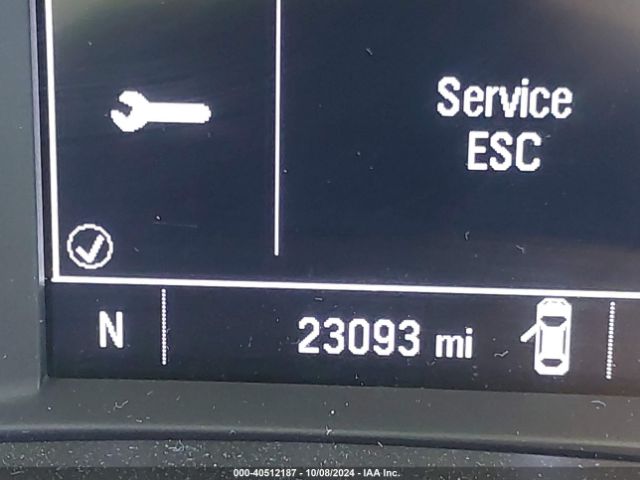 Service
ESC
N
23093 mi
000-40512187 - 10/08/2024 - IAA Inc.